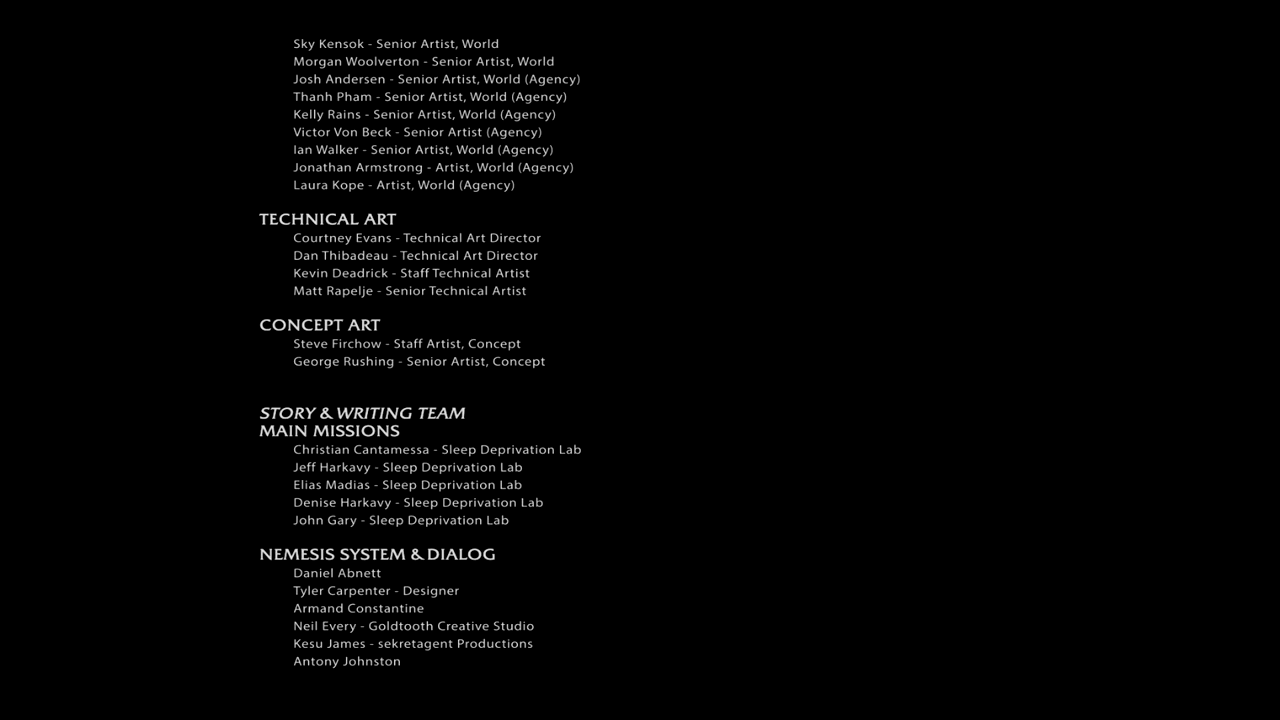 Sky Kensok - Senior Artist, World
Morgan Woolverton - Senior Artist, World
Josh Andersen - Senior Artist, World (Agency)
Thanh Pham - Senior Artist, World (Agency)
Kelly Rains - Senior Artist, World (Agency)
Victor Von Beck - Senior Artist (Agency)
Ian Walker - Senior Artist, World (Agency)
Jonathan Armstrong - Artist, World (Agency)
Laura Kope - Artist, World (Agency)
TECHNICAL ART
Courtney Evans - Technical Art Director
Dan Thibadeau - Technical Art Director
Kevin Deadrick - Staff Technical Artist
Matt Rapelje - Senior Technical Artist
CONCEPT ART
Steve Firchow - Staff Artist, Concept
George Rushing - Senior Artist, Concept
STORY & WRITING TEAM
MAIN MISSIONS
Christian Cantamessa - Sleep Deprivation Lab
Jeff Harkavy - Sleep Deprivation Lab
Elias Madias - Sleep Deprivation Lab
Denise Harkavy - Sleep Deprivation Lab
John Gary - Sleep Deprivation Lab
NEMESIS SYSTEM & DIALOG
Daniel Abnett
Tyler Carpenter - Designer
Armand Constantine
Neil Every - Goldtooth Creative Studio
Kesu James - sekretagent Productions
Antony Johnston